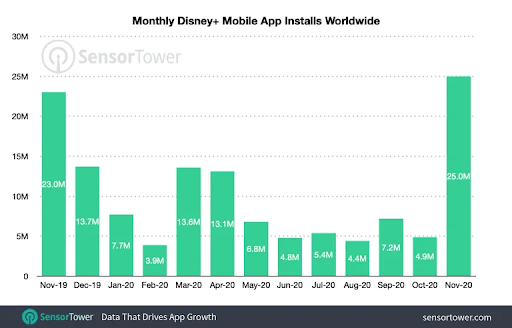 Monthly Disney+ Mobile App Installs Worldwide
30M
SensorTower
25M
20M
15M
10M
5M
0
23.0M
13.7M
7.7M
3.9M
13.6M
13.1M
6.8M
4.8M
5.4M
4.4M
7.2M
4.9M
25.0M
Nov-19 Dec-19 Jan-20 Feb-20 Mar-20 Apr-20 May-20 Jun-20 Jul-20 Aug-20 Sep-20 Oct-20 Nov-20
SensorTower Data That Drives App Growth sensortower.com